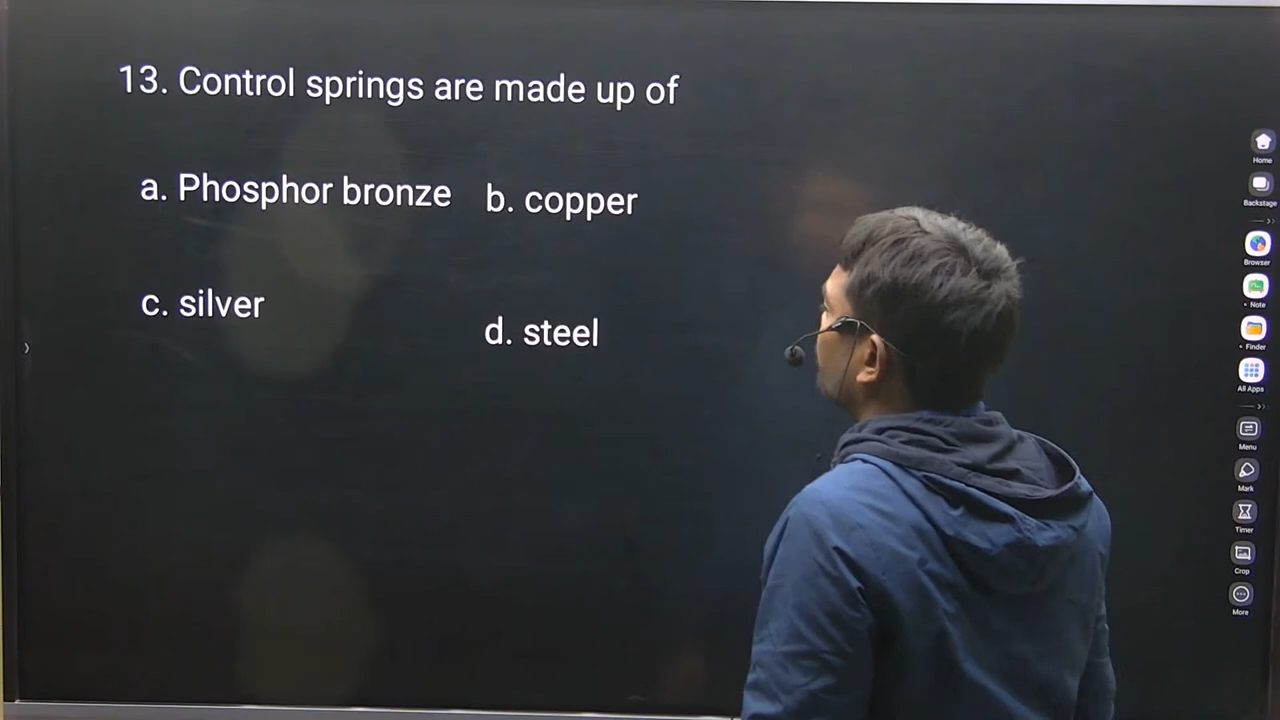 13. Control springs are made up of
a. Phosphor bronze b. copper
c. silver
d. steel
Home
Backstage
Browser
Note
Finder
All Apps
Menu
Mark
Timer
Crop
More